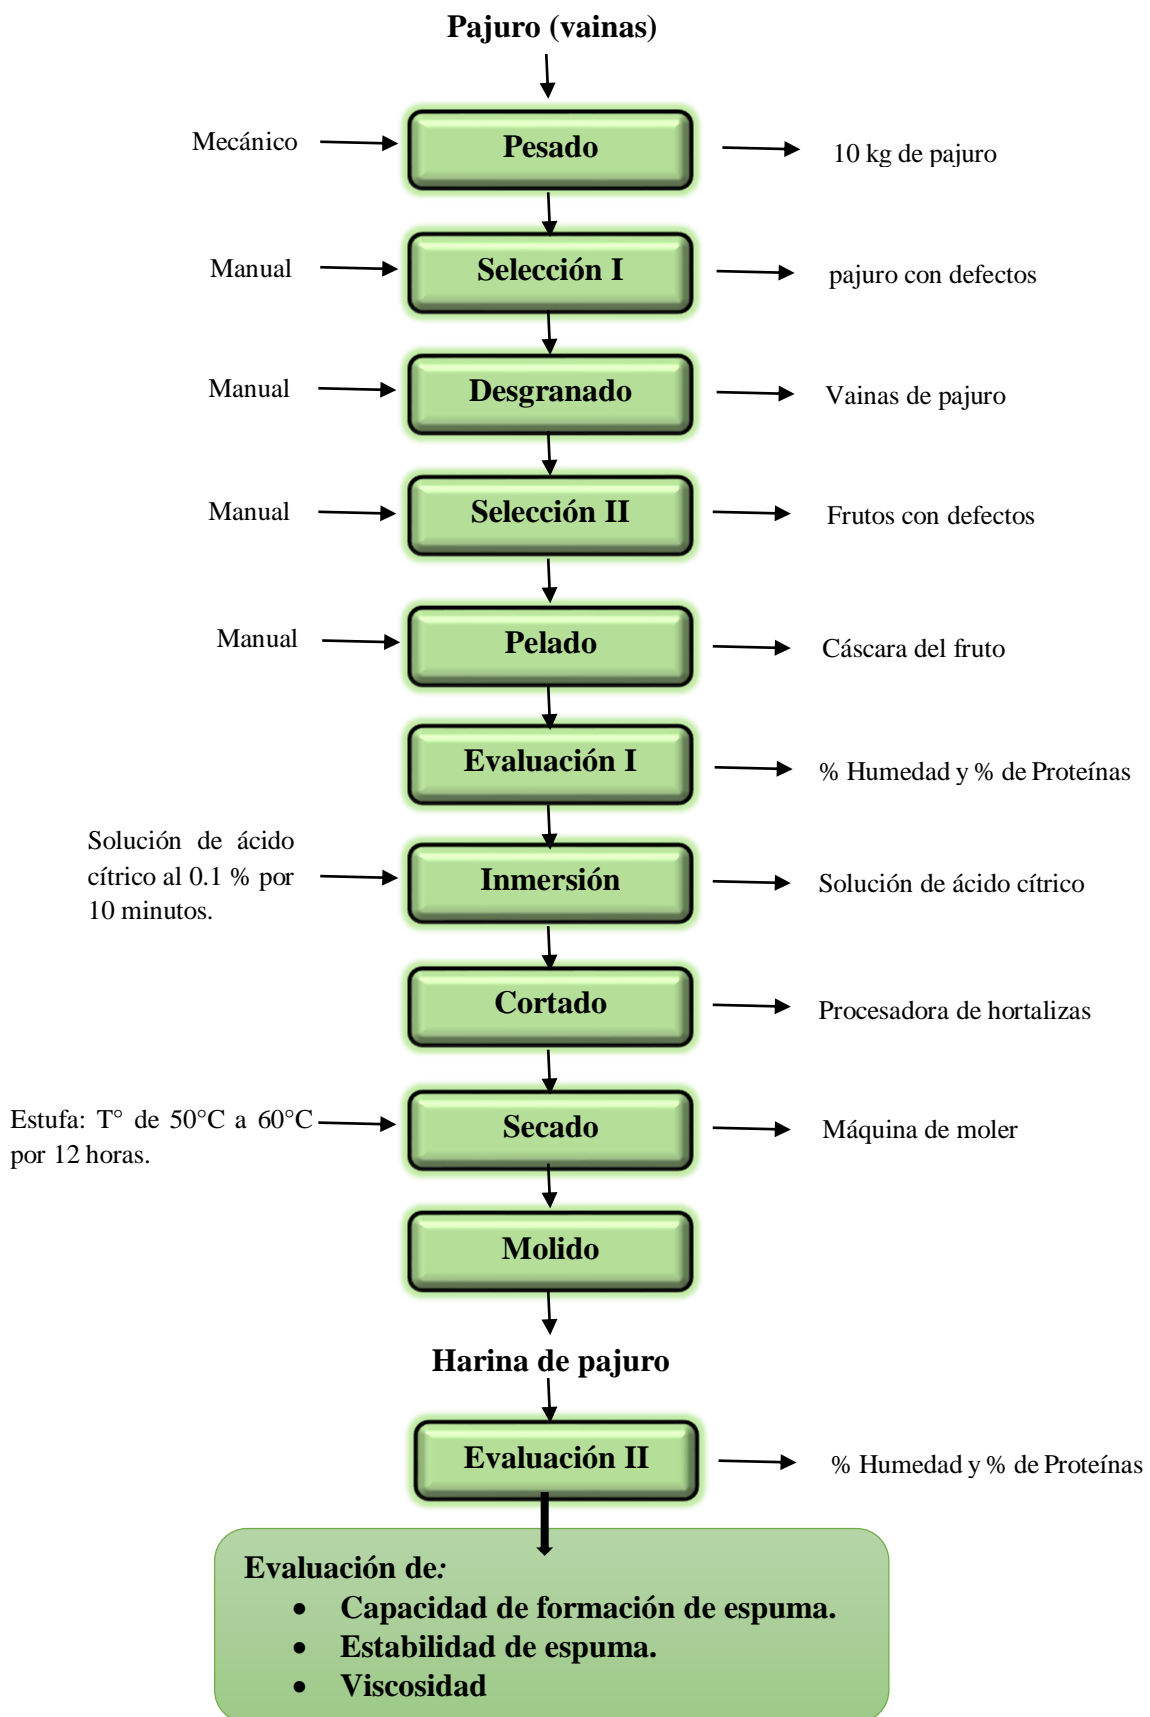 Pajuro (vainas)
Mecánico
Pesado
10 kg de pajuro
Manual
Selección I
pajuro con defectos
Manual
Desgranado
Vainas de pajuro
Manual
Selección II
Frutos con defectos
Manual
Pelado
Cáscara del fruto
Evaluación I
% Humedad y % de Proteínas
Solución de ácido
cítrico al 0.1 % por
10 minutos.
Inmersión
Solución de ácido cítrico
Cortado
Procesadora de hortalizas
Estufa: T° de 50°C a 60°C
por 12 horas.
Secado
Máquina de moler
Molido
Harina de pajuro
Evaluación II
% Humedad y % de Proteínas
Evaluación de:
• Capacidad de formación de espuma.
• Estabilidad de espuma.
• Viscosidad